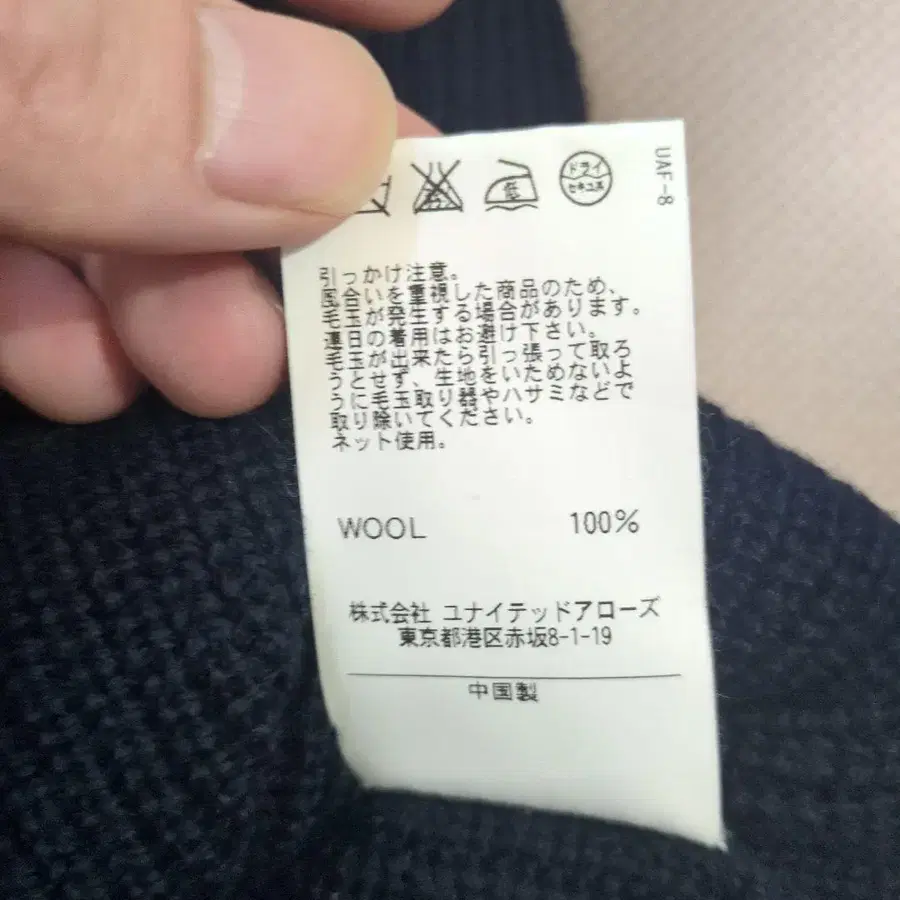 低
ドライ
セキユ系
UAF-8
引っかけ注意。
風合いを重視した商品のため、
毛玉が発生する場合があります。
連日の着用はお避け下さい。
毛玉が出来たら引っ張って取ろ
うとせず、生地をいためないよ
うに毛玉取り器やハサミなどで
取り除いてください。
ネット使用。
WOOL 100%
株式会社 ユナイテッドアローズ
東京都港区赤坂8-1-19
中国製